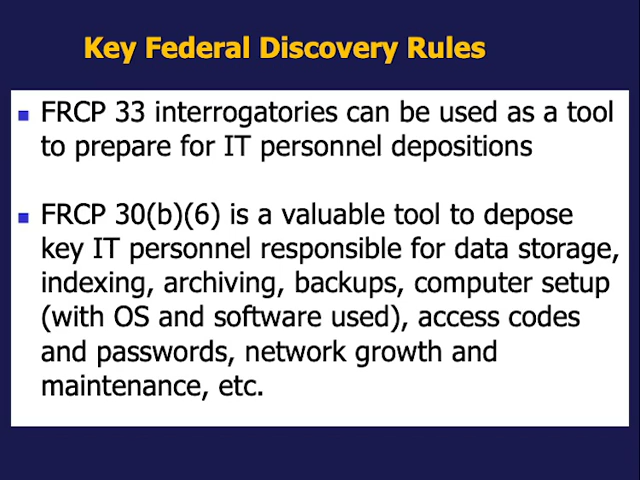 Key Federal Discovery Rules
FRCP 33 interrogatories can be used as a tool
to prepare for IT personnel depositions
FRCP 30(b)(6) is a valuable tool to depose
key IT personnel responsible for data storage,
indexing, archiving, backups, computer setup
(with OS and software used), access codes
and passwords, network growth and
maintenance, etc.